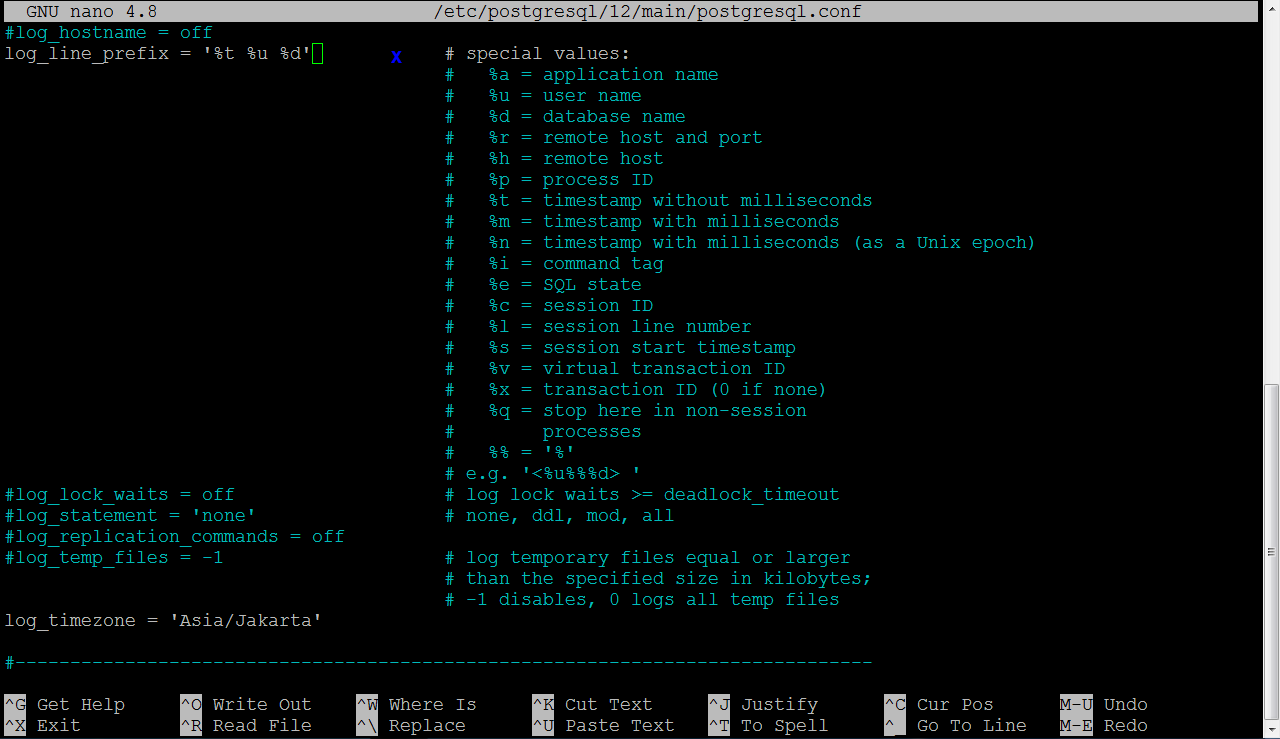 GNU nano 4.8 /etc/postgresql/12/main/postgresql.conf
#log_hostname = off
log_line_prefix = '%t %u %d' x # special values:
# %a = application name
# %u = user name
# %d = database name
# %r = remote host and port
# %h = remote host
# %p = process ID
# %t = timestamp without milliseconds
# %m = timestamp with milliseconds
# %n = timestamp with milliseconds (as a Unix epoch)
# %i = command tag
# %e = SQL state
# %c = session ID
# %l = session line number
# %s = session start timestamp
# %v = virtual transaction ID
# %x = transaction ID (0 if none)
# %q = stop here in non-session
# processes
# %% = '%'
# e.g. '<%u%%%d> '
#log_lock_waits = off # log lock waits >= deadlock_timeout
#log_statement = 'none' # none, ddl, mod, all
#log_replication_commands = off
#log_temp_files = -1 # log temporary files equal or larger
# than the specified size in kilobytes;
# -1 disables, 0 logs all temp files
log_timezone = 'Asia/Jakarta'
#------------------------------------------------------------------------------
^G Get Help ^O Write Out ^W Where Is ^K Cut Text ^J Justify ^C Cur Pos M-U Undo
^X Exit ^R Read File ^\ Replace ^U Paste Text ^T To Spell ^_ Go To Line M-E Redo